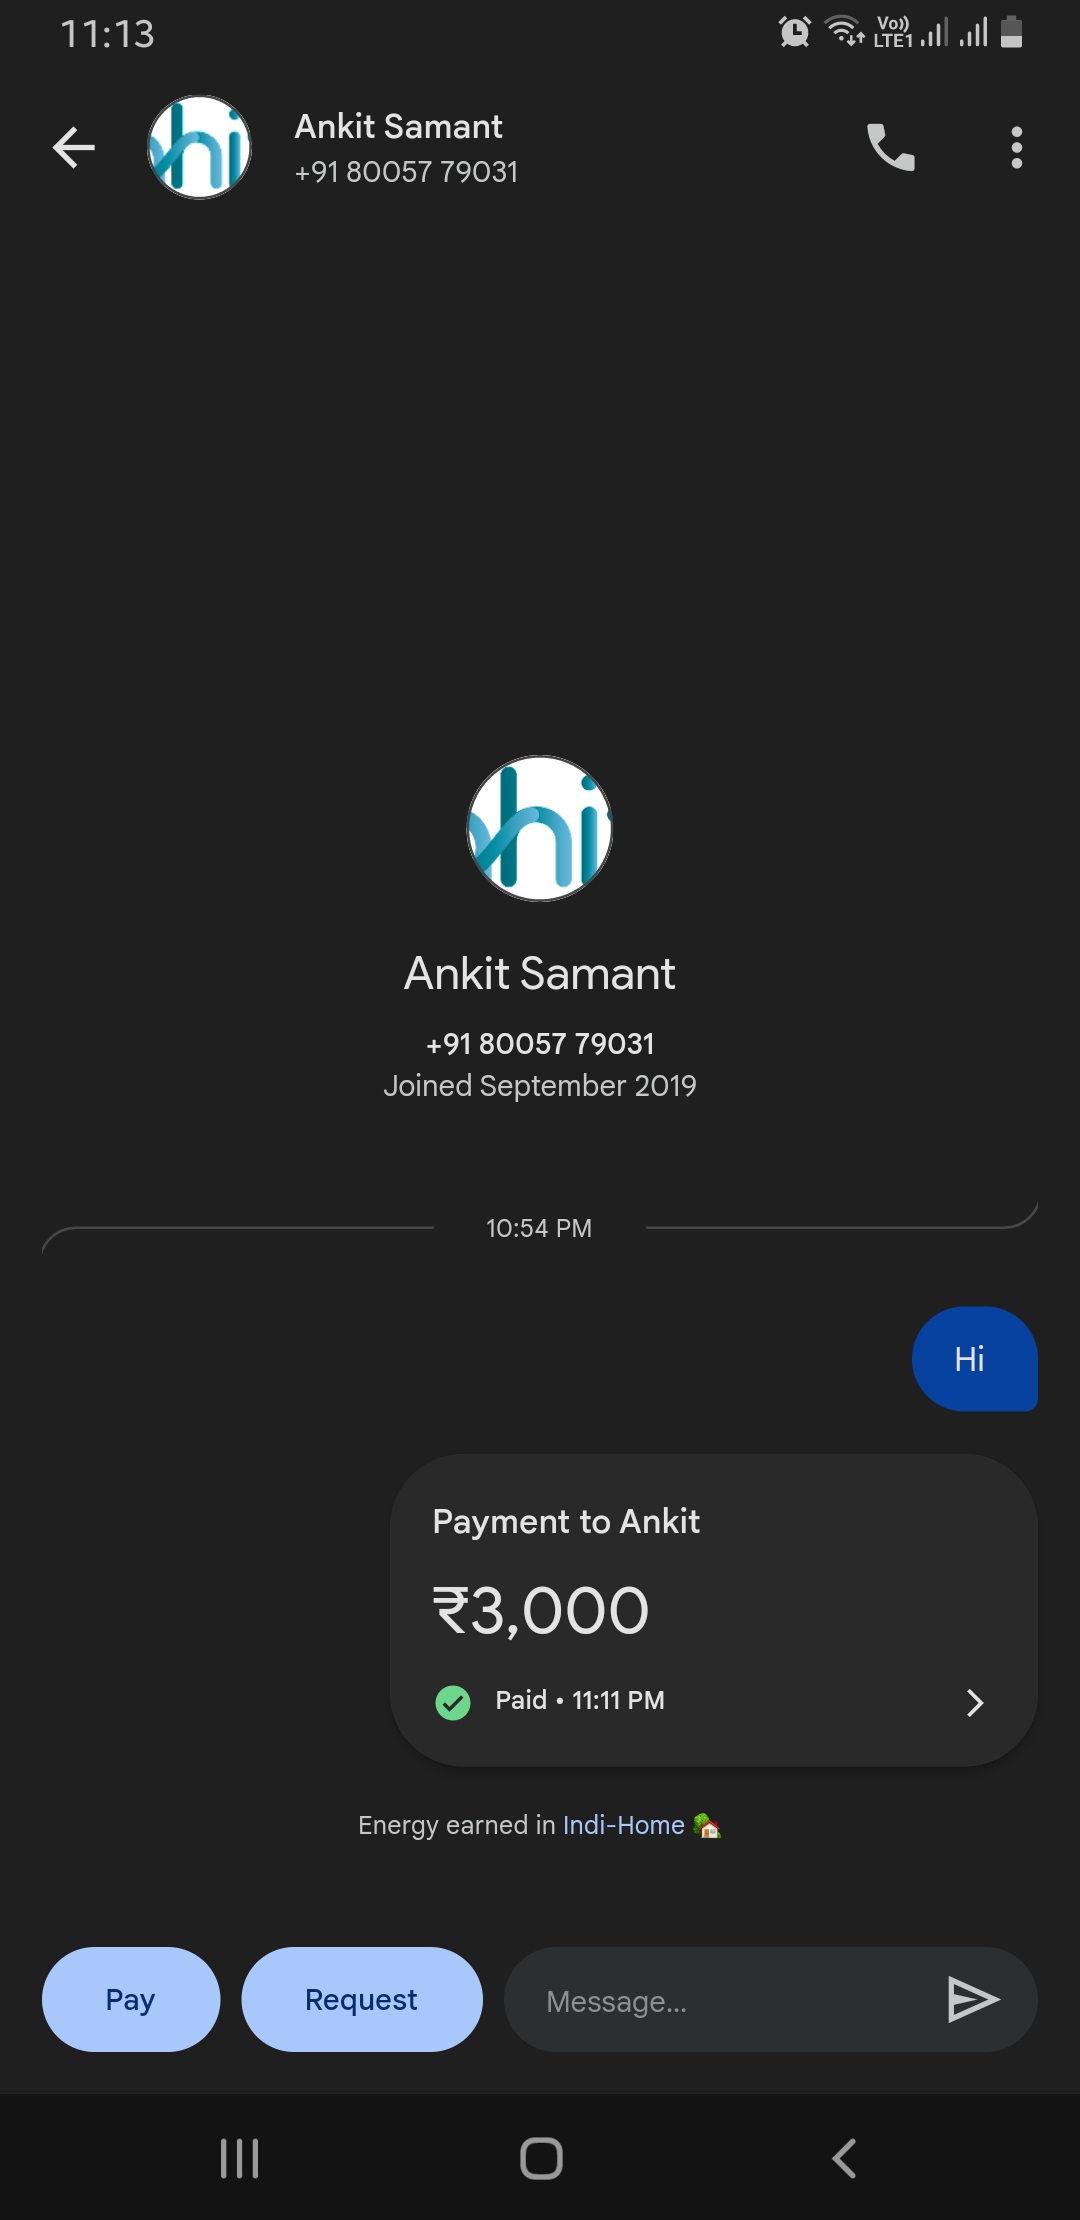 11:13
Vo)) LTE1
Ankit Samant
+91 80057 79031
hi
hi
Ankit Samant
+91 80057 79031
Joined September 2019
10:54 PM
Hi
Payment to Ankit
₹3,000
Paid • 11:11 PM
Energy earned in Indi-Home 🏡
Pay
Request
Message...